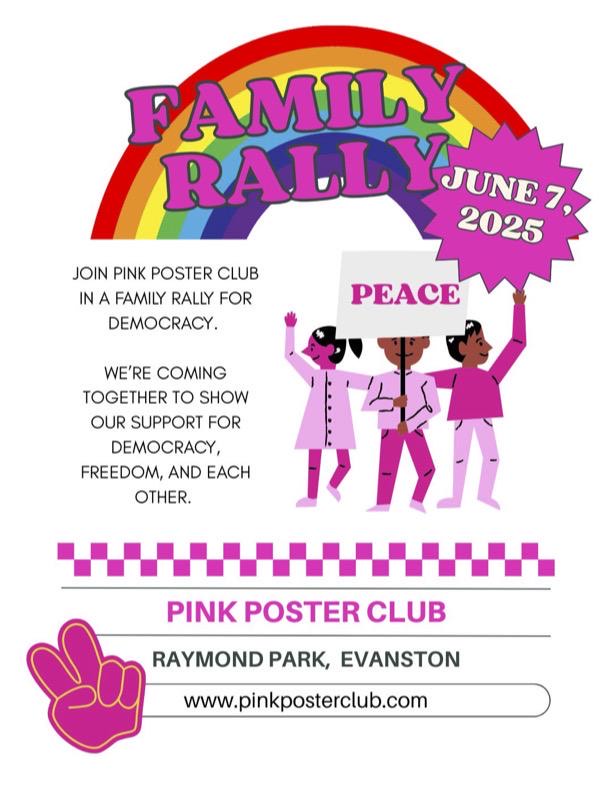 FAMILY
RALLY
JUNE 7,
2025
JOIN PINK POSTER CLUB
IN A FAMILY RALLY FOR
DEMOCRACY.
WE’RE COMING
TOGETHER TO SHOW
OUR SUPPORT FOR
DEMOCRACY,
FREEDOM, AND EACH
OTHER.
PEACE
PINK POSTER CLUB
RAYMOND PARK, EVANSTON
www.pinkposterclub.com